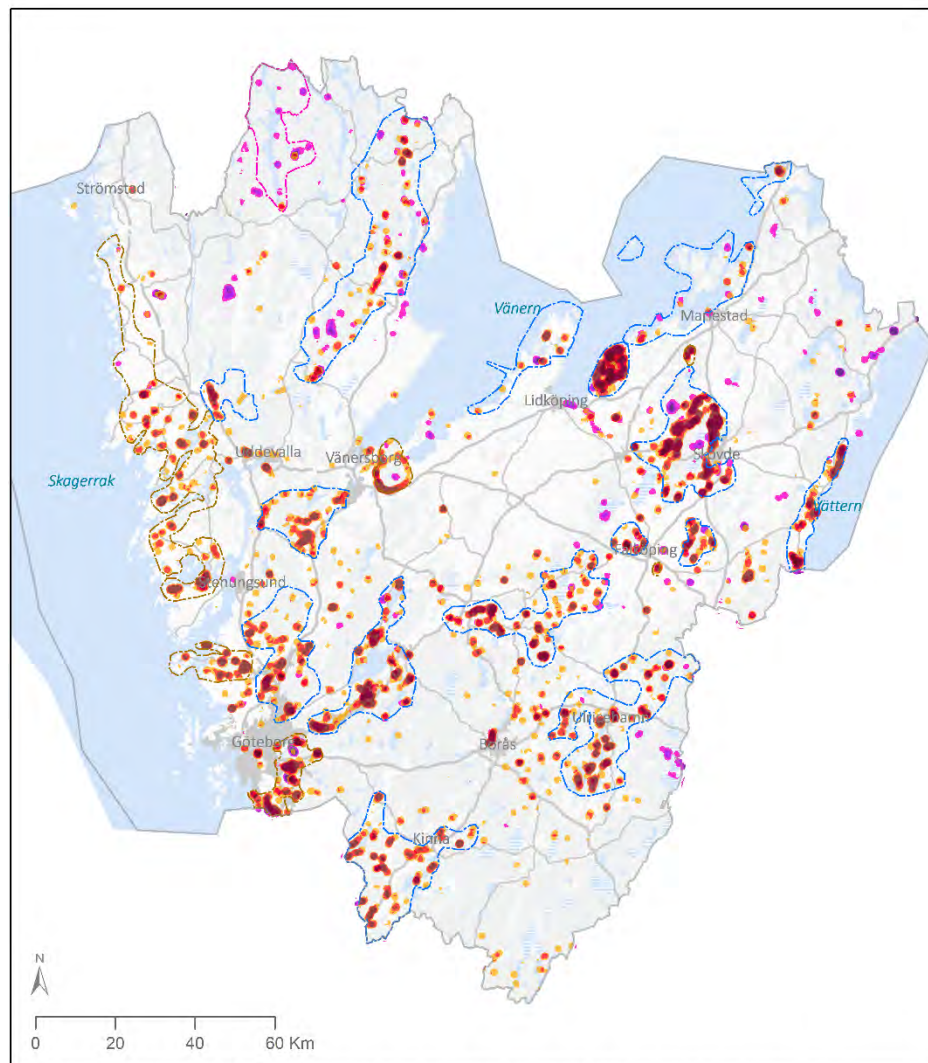 Strömstad
Vänern
Mariestad
Lidköping
Uddevalla
Vänersborg
Skövde
Skagerrak
Vättern
Falköping
Stenungsund
Ulricehamn
Göteborg
Borås
Kinna
N
0 20 40 60 Km